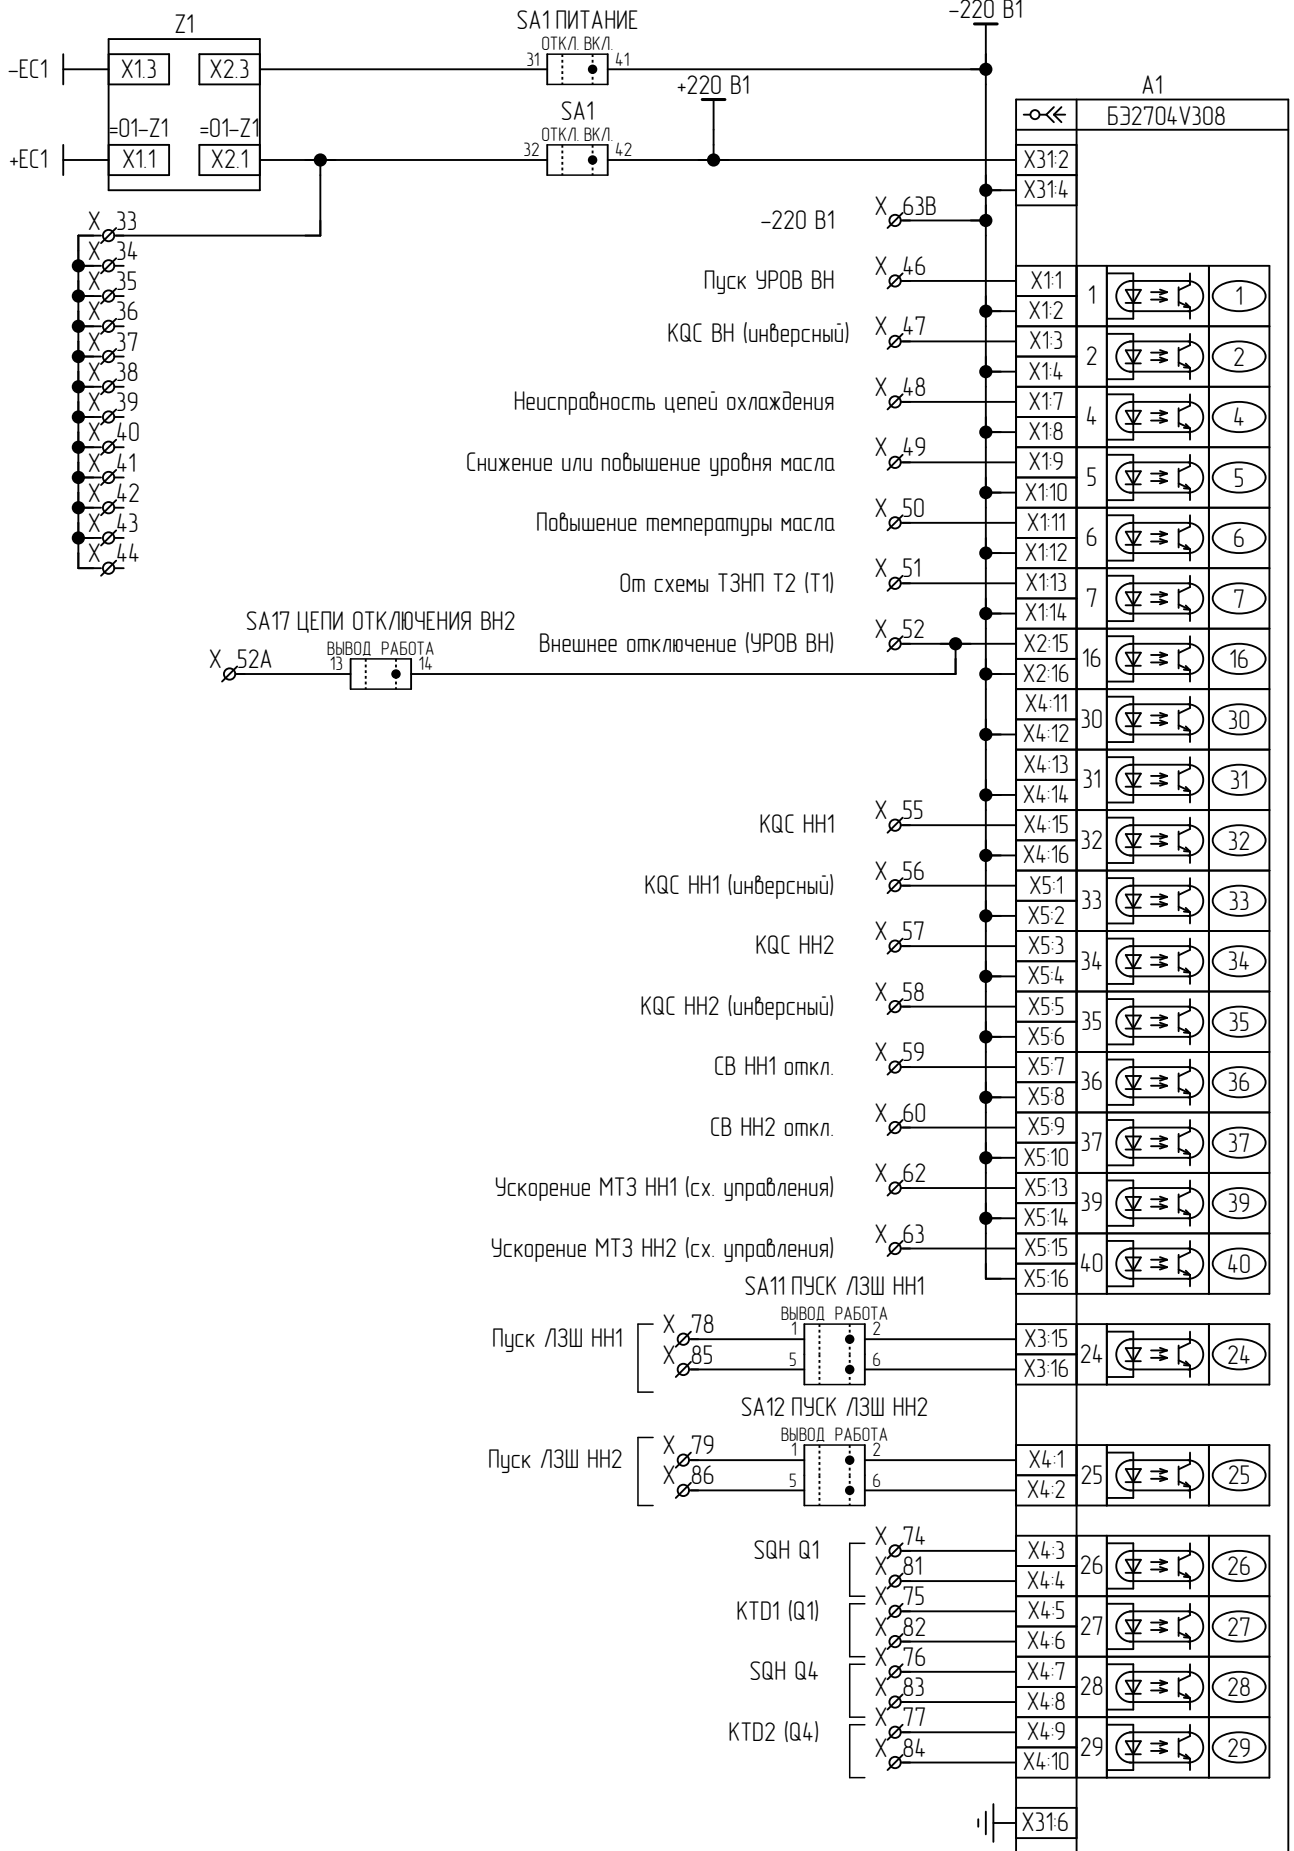 -220 В1
Z1
SA1 ПИТАНИЕ
ОТКЛ. ВКЛ.
-EC1
X1.3
X2.3
31
41
+220 В1
SA1
ОТКЛ. ВКЛ.
=01-Z1
=01-Z1
+EC1
X1.1
X2.1
32
42
A1
БЭ2704V308
X31:2
X31:4
X 33
X 34
X 35
X 36
X 37
X 38
X 39
X 40
X 41
X 42
X 43
X 44
-220 В1 X 63В
Пуск УРОВ ВН X 46 X1:1 1 1
X1:2
KQC ВН (инверсный) X 47 X1:3 2 2
X1:4
Неисправность цепей охлаждения X 48 X1:7 4 4
X1:8
Снижение или повышение уровня масла X 49 X1:9 5 5
X1:10
Повышение температуры масла X 50 X1:11 6 6
X1:12
От схемы ТЗНП Т2 (Т1) X 51 X1:13 7 7
X1:14
SA17 ЦЕПИ ОТКЛЮЧЕНИЯ ВН2
ВЫВОД РАБОТА
X 52А 13 14
Внешнее отключение (УРОВ ВН) X 52 X2:15 16 16
X2:16
X4:11 30 30
X4:12
X4:13 31 31
X4:14
KQC НН1 X 55 X4:15 32 32
X4:16
KQC НН1 (инверсный) X 56 X5:1 33 33
X5:2
KQC НН2 X 57 X5:3 34 34
X5:4
KQC НН2 (инверсный) X 58 X5:5 35 35
X5:6
СВ НН1 откл. X 59 X5:7 36 36
X5:8
СВ НН2 откл. X 60 X5:9 37 37
X5:10
Ускорение МТЗ НН1 (сх. управления) X 62 X5:13 39 39
X5:14
Ускорение МТЗ НН2 (сх. управления) X 63 X5:15 40 40
X5:16
SA11 ПУСК ЛЗШ НН1
ВЫВОД РАБОТА
Пуск ЛЗШ НН1 X 78 1 2 X3:15 24 24
X 85 5 6 X3:16
SA12 ПУСК ЛЗШ НН2
ВЫВОД РАБОТА
Пуск ЛЗШ НН2 X 79 1 2 X4:1 25 25
X 86 5 6 X4:2
SQH Q1 X 74 X4:3 26 26
X 81 X4:4
KTD1 (Q1) X 75 X4:5 27 27
X 82 X4:6
SQH Q4 X 76 X4:7 28 28
X 83 X4:8
KTD2 (Q4) X 77 X4:9 29 29
X 84 X4:10
X31:6